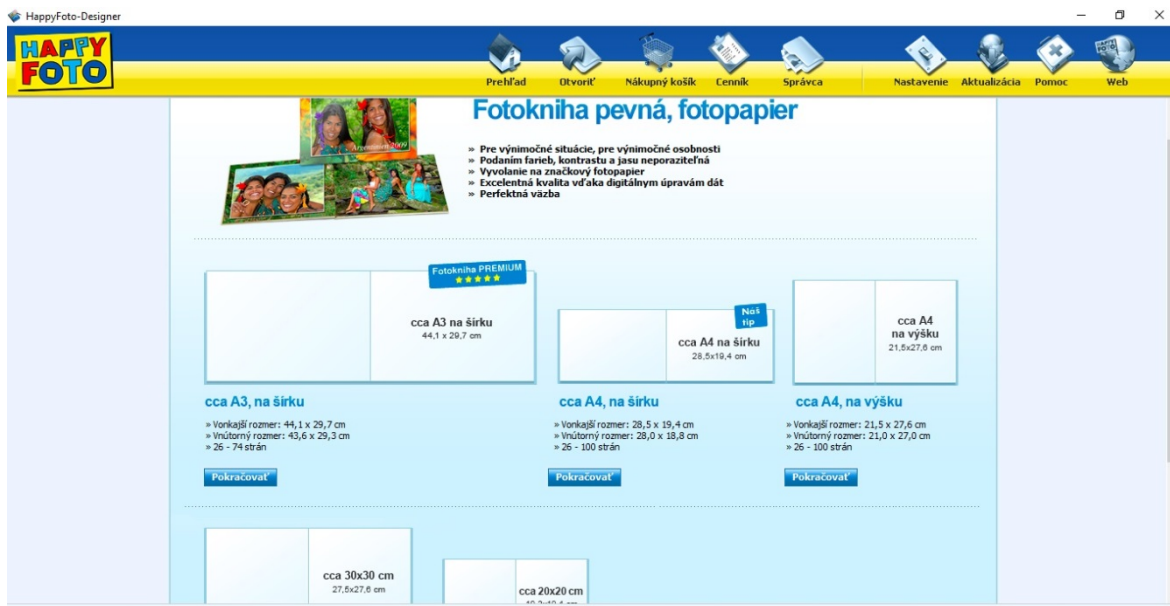 HappyFoto-Designer
HAPPY
FOTO
Prehľad Otvoriť Nákupný košík Cenník Správca Nastavenie Aktualizácia Pomoc Web
Fotokniha pevná, fotopapier
» Pre výnimočné situácie, pre výnimočné osobnosti
» Podaním farieb, kontrastu a jasu neporaziteľná
» Vyvolanie na značkový fotopapier
» Excelentná kvalita vďaka digitálnym úpravám dát
» Perfektná väzba
Fotokniha PREMIUM
cca A3 na šírku
44,1 x 29,7 cm
Náš
tip
cca A4 na šírku
28,5x19,4 cm
cca A4
na výšku
21,5x27,6 cm
cca A3, na šírku
» Vonkajší rozmer: 44,1 x 29,7 cm
» Vnútorný rozmer: 43,6 x 29,3 cm
» 26 - 74 strán
Pokračovať
cca A4, na šírku
» Vonkajší rozmer: 28,5 x 19,4 cm
» Vnútorný rozmer: 28,0 x 18,8 cm
» 26 - 100 strán
Pokračovať
cca A4, na výšku
» Vonkajší rozmer: 21,5 x 27,6 cm
» Vnútorný rozmer: 21,0 x 27,0 cm
» 26 - 100 strán
Pokračovať
cca 30x30 cm
27,5x27,6 cm
cca 20x20 cm